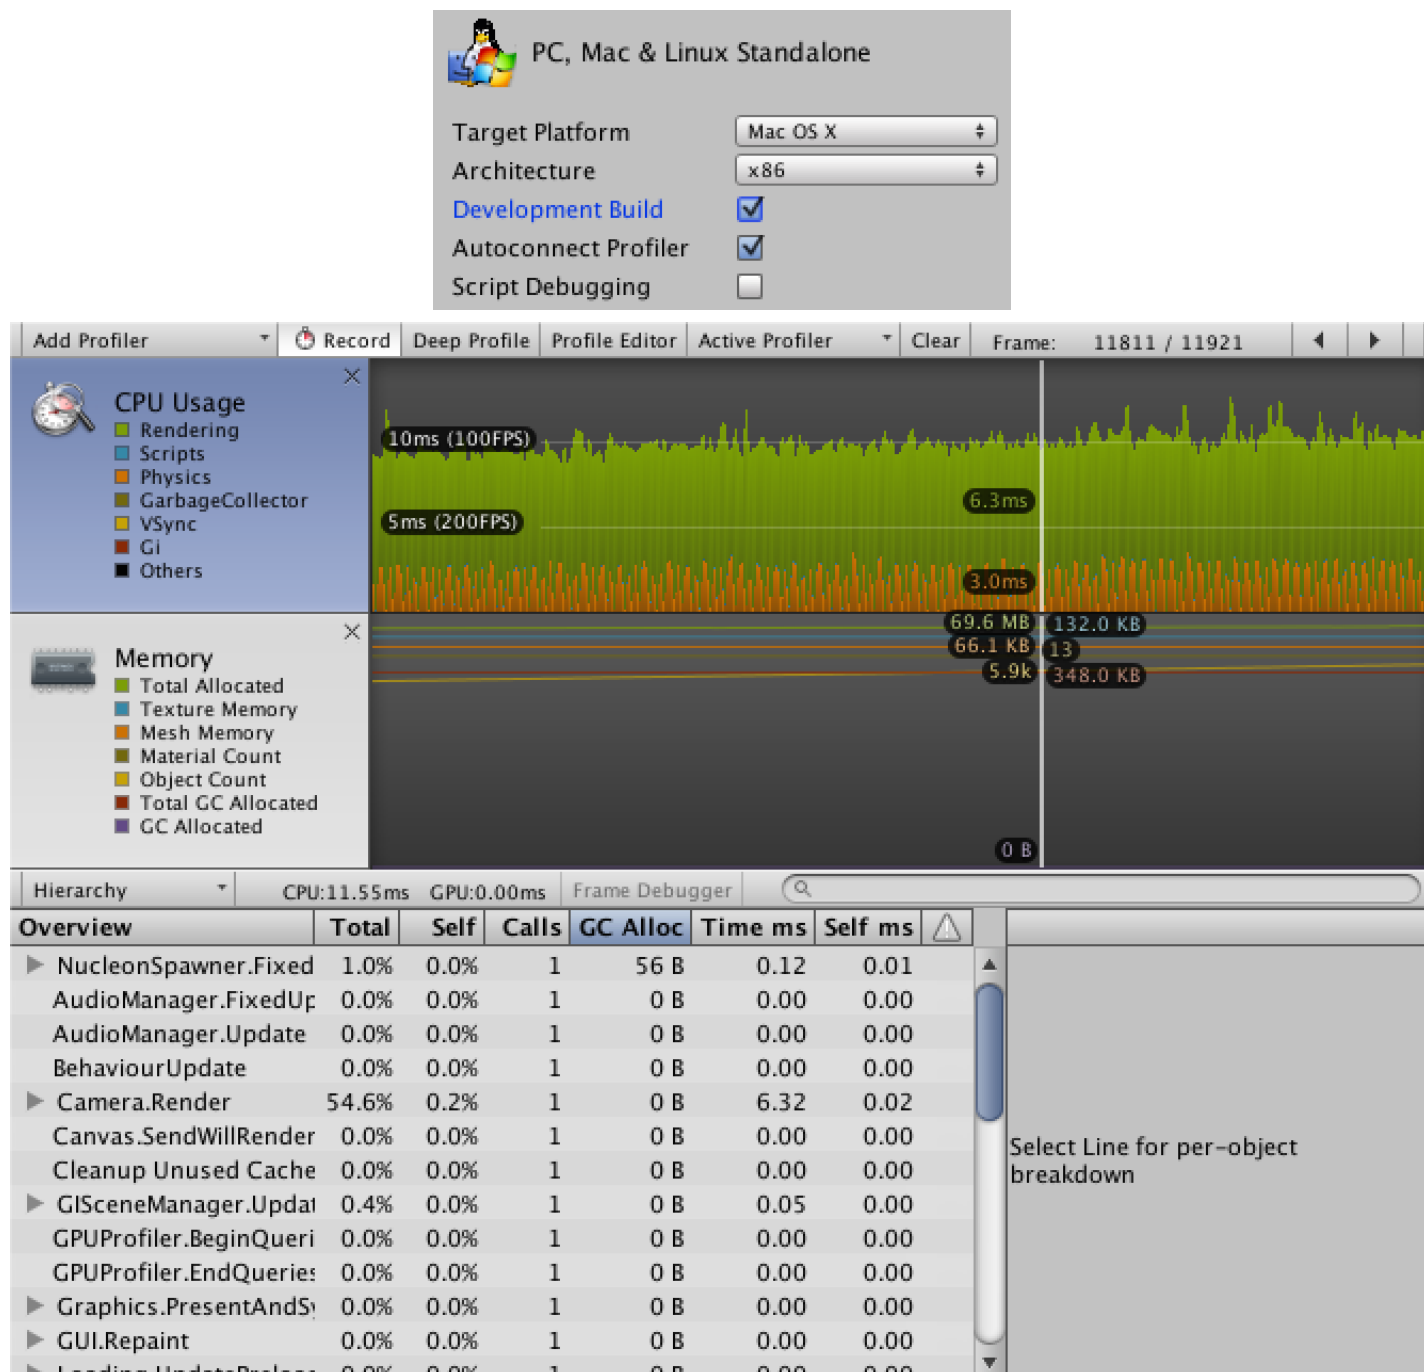 PC, Mac & Linux Standalone
Target Platform Mac OS X
Architecture x86
Development Build
Autoconnect Profiler
Script Debugging
Add Profiler Record Deep Profile Profile Editor Active Profiler Clear Frame: 11811 / 11921
CPU Usage
Rendering
Scripts
Physics
GarbageCollector
VSync
Gi
Others
10ms (100FPS)
5ms (200FPS)
6.3ms
3.0ms
Memory
Total Allocated
Texture Memory
Mesh Memory
Material Count
Object Count
Total GC Allocated
GC Allocated
69.6 MB 132.0 KB
66.1 KB 13
5.9k 348.0 KB
0 B
Hierarchy CPU:11.55ms GPU:0.00ms Frame Debugger
Overview Total Self Calls GC Alloc Time ms Self ms
NucleonSpawner.Fixed 1.0% 0.0% 1 56 B 0.12 0.01
AudioManager.FixedUp 0.0% 0.0% 1 0 B 0.00 0.00
AudioManager.Update 0.0% 0.0% 1 0 B 0.00 0.00
BehaviourUpdate 0.0% 0.0% 1 0 B 0.00 0.00
Camera.Render 54.6% 0.2% 1 0 B 6.32 0.02
Canvas.SendWillRender 0.0% 0.0% 1 0 B 0.00 0.00
Cleanup Unused Cache 0.0% 0.0% 1 0 B 0.00 0.00
GISceneManager.Updat 0.4% 0.0% 1 0 B 0.05 0.00
GPUProfiler.BeginQueri 0.0% 0.0% 1 0 B 0.00 0.00
GPUProfiler.EndQueries 0.0% 0.0% 1 0 B 0.00 0.00
Graphics.PresentAndSy 0.0% 0.0% 1 0 B 0.00 0.00
GUI.Repaint 0.0% 0.0% 1 0 B 0.00 0.00
Select Line for per-object
breakdown